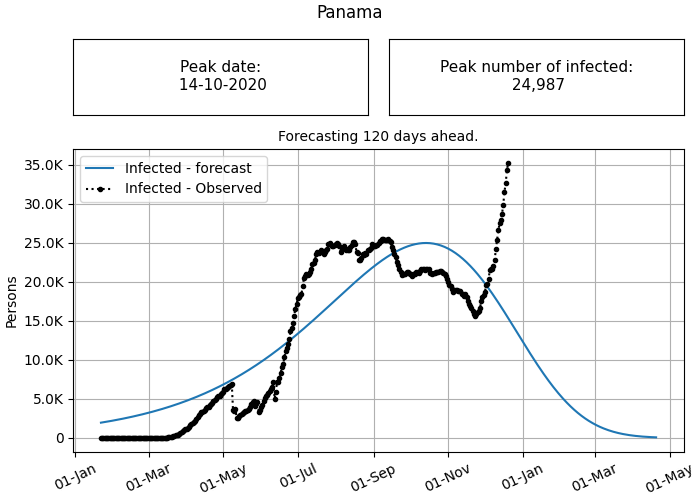 Panama
Peak date:
14-10-2020
Peak number of infected:
24,987
Forecasting 120 days ahead.
Infected - forecast
Infected - Observed
Persons
35.0K
30.0K
25.0K
20.0K
15.0K
10.0K
5.0K
0
01-Jan
01-Mar
01-May
01-Jul
01-Sep
01-Nov
01-Jan
01-Mar
01-May